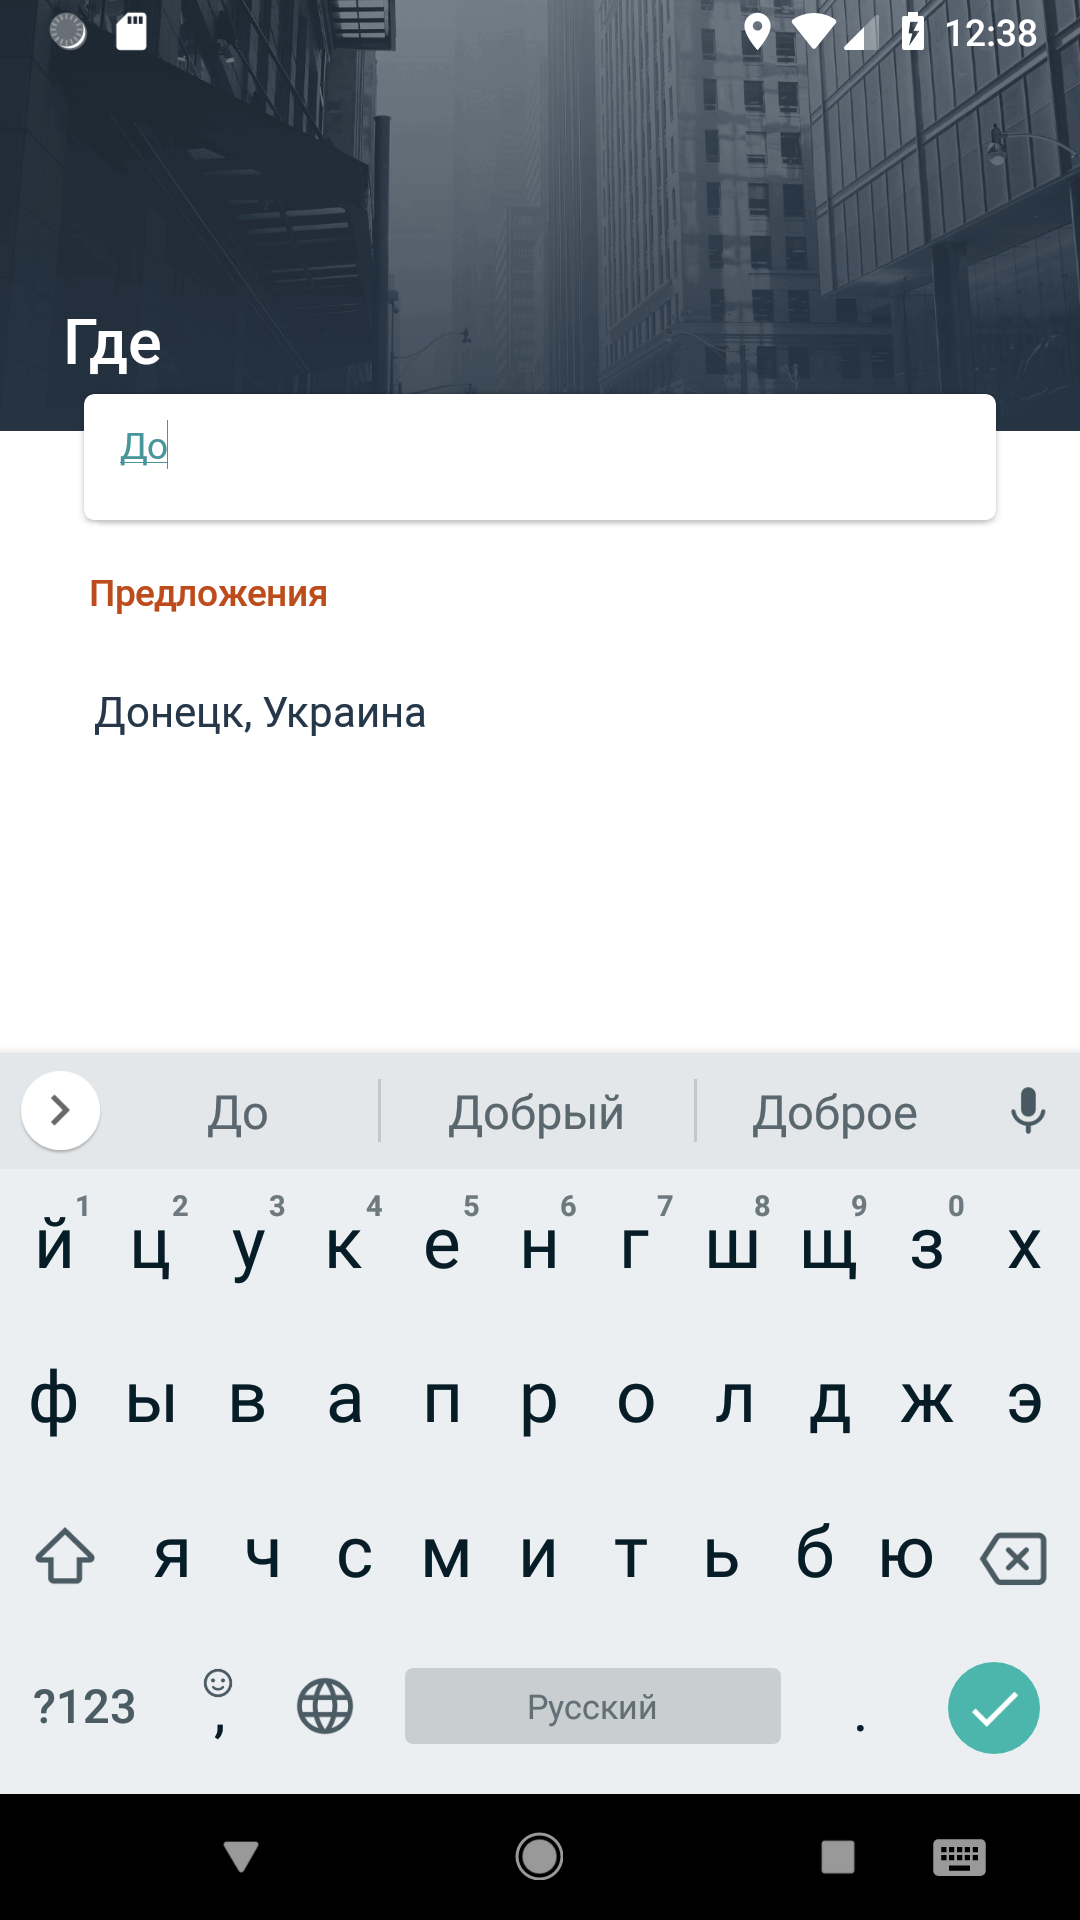 12:38
Где
До
Предложения
Донецк, Украина
До Добрый Доброе
1 2 3 4 5 6 7 8 9 0
й ц у к е н г ш щ з х
ф ы в а п р о л д ж э
я ч с м и т ь б ю
?123 , Русский .